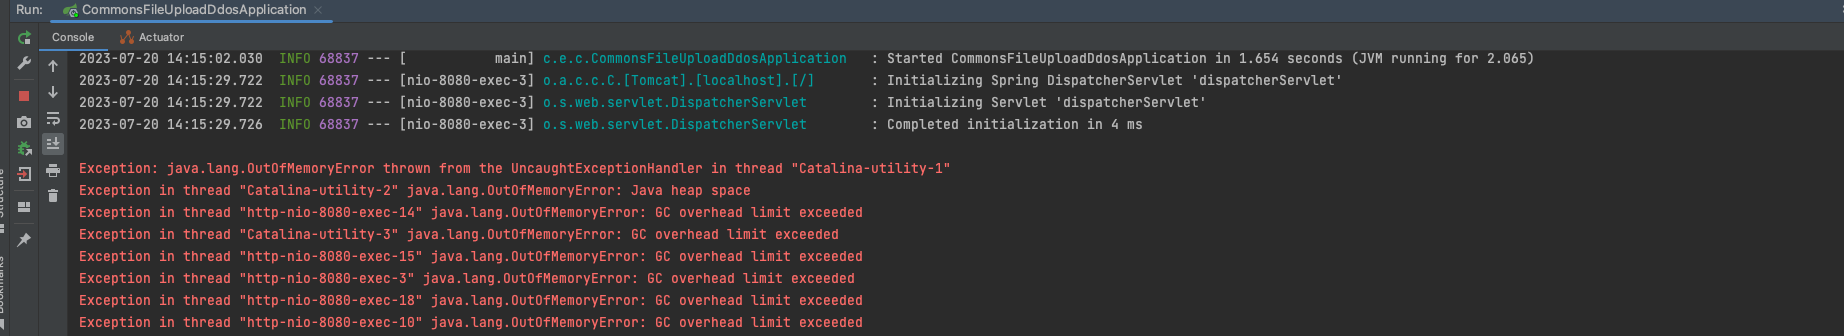 Run: CommonsFileUploadDdosApplication
Console Actuator
2023-07-20 14:15:02.030  INFO 68837 --- [           main] c.e.c.CommonsFileUploadDdosApplication   : Started CommonsFileUploadDdosApplication in 1.654 seconds (JVM running for 2.065)
2023-07-20 14:15:29.722  INFO 68837 --- [nio-8080-exec-3] o.a.c.c.C.[Tomcat].[localhost].[/]       : Initializing Spring DispatcherServlet 'dispatcherServlet'
2023-07-20 14:15:29.722  INFO 68837 --- [nio-8080-exec-3] o.s.web.servlet.DispatcherServlet        : Initializing Servlet 'dispatcherServlet'
2023-07-20 14:15:29.726  INFO 68837 --- [nio-8080-exec-3] o.s.web.servlet.DispatcherServlet        : Completed initialization in 4 ms
Exception: java.lang.OutOfMemoryError thrown from the UncaughtExceptionHandler in thread "Catalina-utility-1"
Exception in thread "Catalina-utility-2" java.lang.OutOfMemoryError: Java heap space
Exception in thread "http-nio-8080-exec-14" java.lang.OutOfMemoryError: GC overhead limit exceeded
Exception in thread "Catalina-utility-3" java.lang.OutOfMemoryError: GC overhead limit exceeded
Exception in thread "http-nio-8080-exec-15" java.lang.OutOfMemoryError: GC overhead limit exceeded
Exception in thread "http-nio-8080-exec-3" java.lang.OutOfMemoryError: GC overhead limit exceeded
Exception in thread "http-nio-8080-exec-18" java.lang.OutOfMemoryError: GC overhead limit exceeded
Exception in thread "http-nio-8080-exec-10" java.lang.OutOfMemoryError: GC overhead limit exceeded